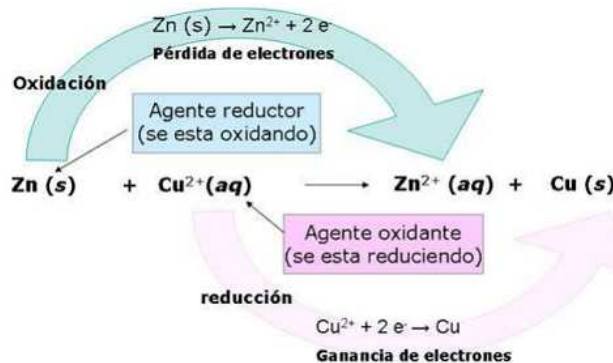 Zn (s) → Zn²⁺ + 2 e⁻
Pérdida de electrones
Oxidación
Agente reductor
(se esta oxidando)
Zn (s) + Cu²⁺(aq) → Zn²⁺ (aq) + Cu (s)
Agente oxidante
(se esta reduciendo)
reducción
Cu²⁺ + 2 e⁻ → Cu
Ganancia de electrones